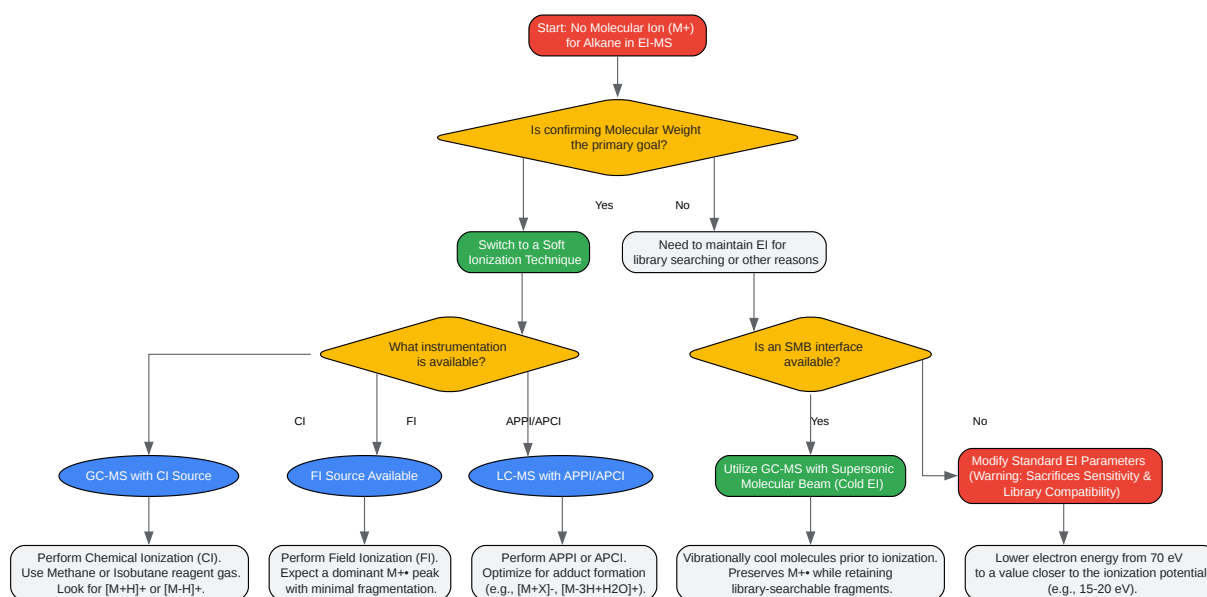 Start: No Molecular Ion (M+)
for Alkane in EI-MS
Is confirming Molecular Weight
the primary goal?
Yes
No
Switch to a Soft
Ionization Technique
Need to maintain EI for
library searching or other reasons
What instrumentation
is available?
Is an SMB interface
available?
CI
FI
APPI/APCI
Yes
No
GC-MS with CI Source
FI Source Available
LC-MS with APPI/APCI
Utilize GC-MS with Supersonic
Molecular Beam (Cold EI)
Modify Standard EI Parameters
(Warning: Sacrifices Sensitivity &
Library Compatibility)
Perform Chemical Ionization (CI).
Use Methane or Isobutane reagent gas.
Look for [M+H]+ or [M-H]+.
Perform Field Ionization (FI).
Expect a dominant M+• peak
with minimal fragmentation.
Perform APPI or APCI.
Optimize for adduct formation
(e.g., [M+X]-, [M-3H+H2O]+).
Vibrationally cool molecules prior to ionization.
Preserves M+• while retaining
library-searchable fragments.
Lower electron energy from 70 eV
to a value closer to the ionization potential
(e.g., 15-20 eV).